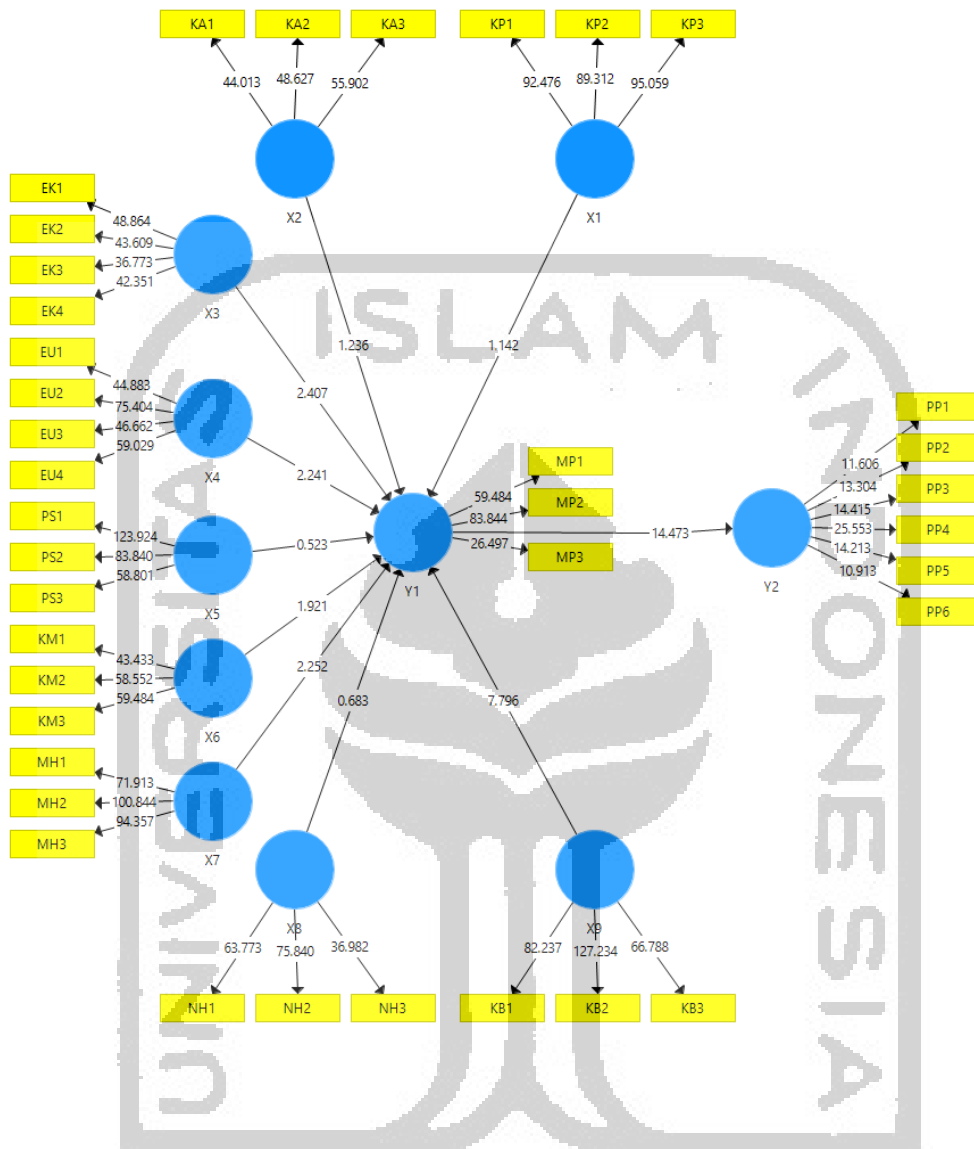 KA1 KA2 KA3 KP1 KP2 KP3
44.013 48.627 55.902 92.476 89.312 95.059
X2 X1
EK1
EK2
EK3
EK4
48.864
43.609
36.773
42.351
X3
EU1
EU2
EU3
EU4
44.883
75.404
46.662
59.029
X4
PS1
PS2
PS3
123.924
83.840
58.801
X5
KM1
KM2
KM3
43.433
58.552
59.484
X6
MH1
MH2
MH3
71.913
100.844
94.357
X7
1.236
1.142
2.407
2.241
0.523
1.921
2.252
0.683
7.796
MP1
MP2
MP3
59.484
83.844
26.497
Y1
14.473
Y2
11.606
13.304
14.415
25.553
14.213
10.913
PP1
PP2
PP3
PP4
PP5
PP6
X8 X9
63.773 75.840 36.982 82.237 127.234 66.788
NH1 NH2 NH3 KB1 KB2 KB3
UNIVERSITAS
ISLAM
INDONESIA